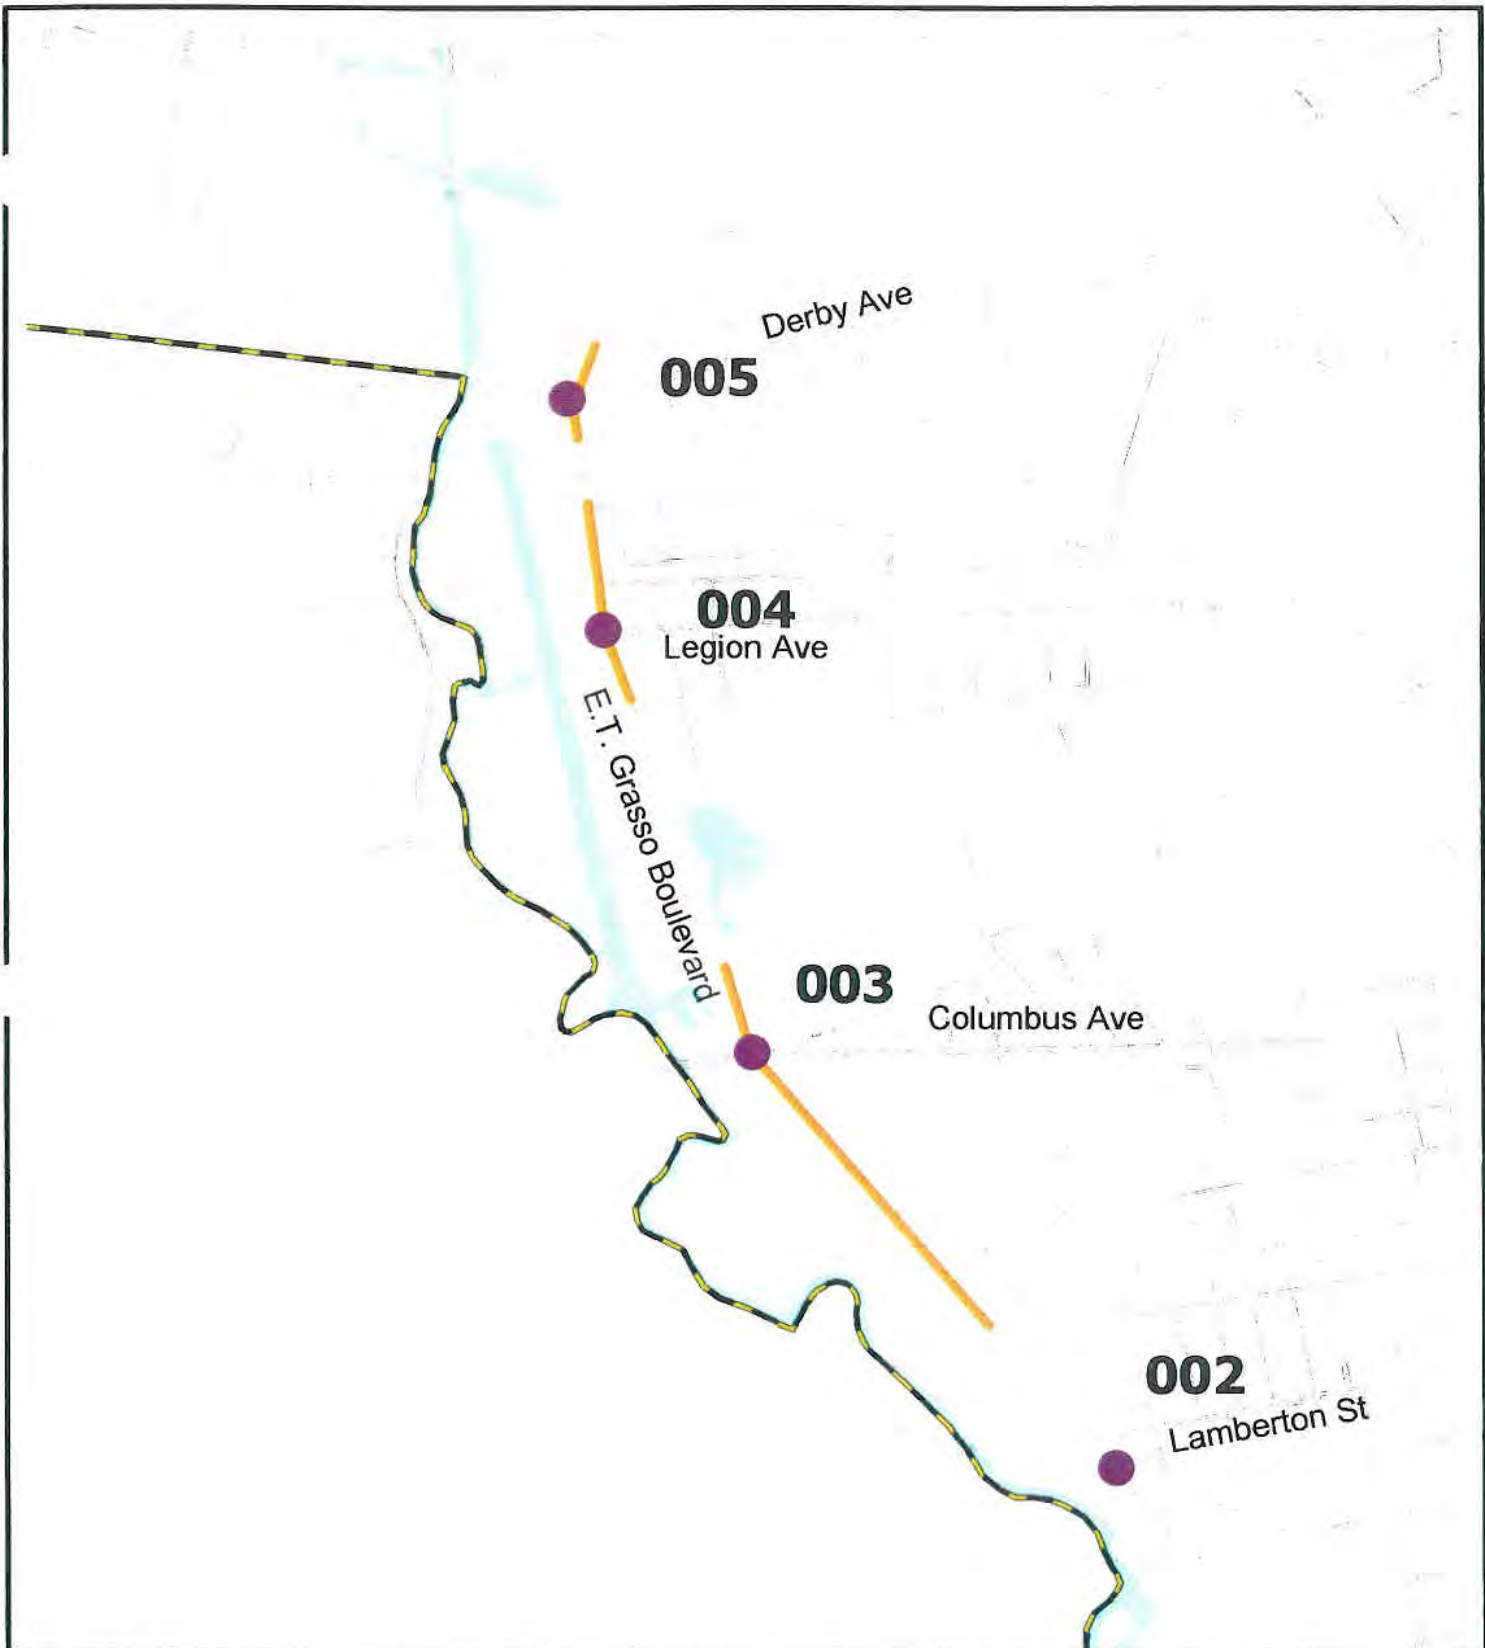 Derby Ave
005
004
Legion Ave
E.T. Grasso Boulevard
003
Columbus Ave
002
Lamberton St